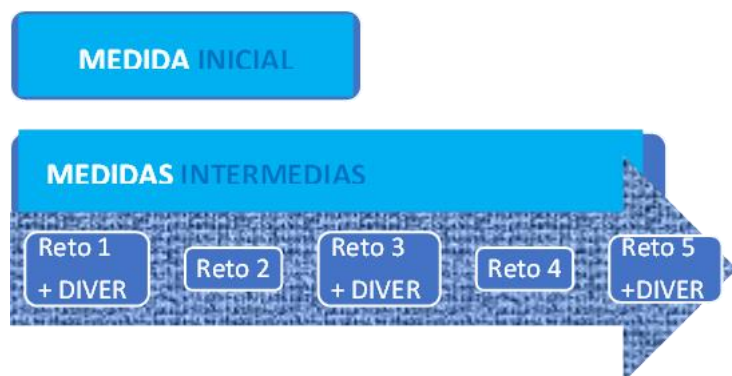 MEDIDA INICIAL
MEDIDAS INTERMEDIAS
Reto 1
+ DIVER
Reto 2
Reto 3
+ DIVER
Reto 4
Reto 5
+DIVER